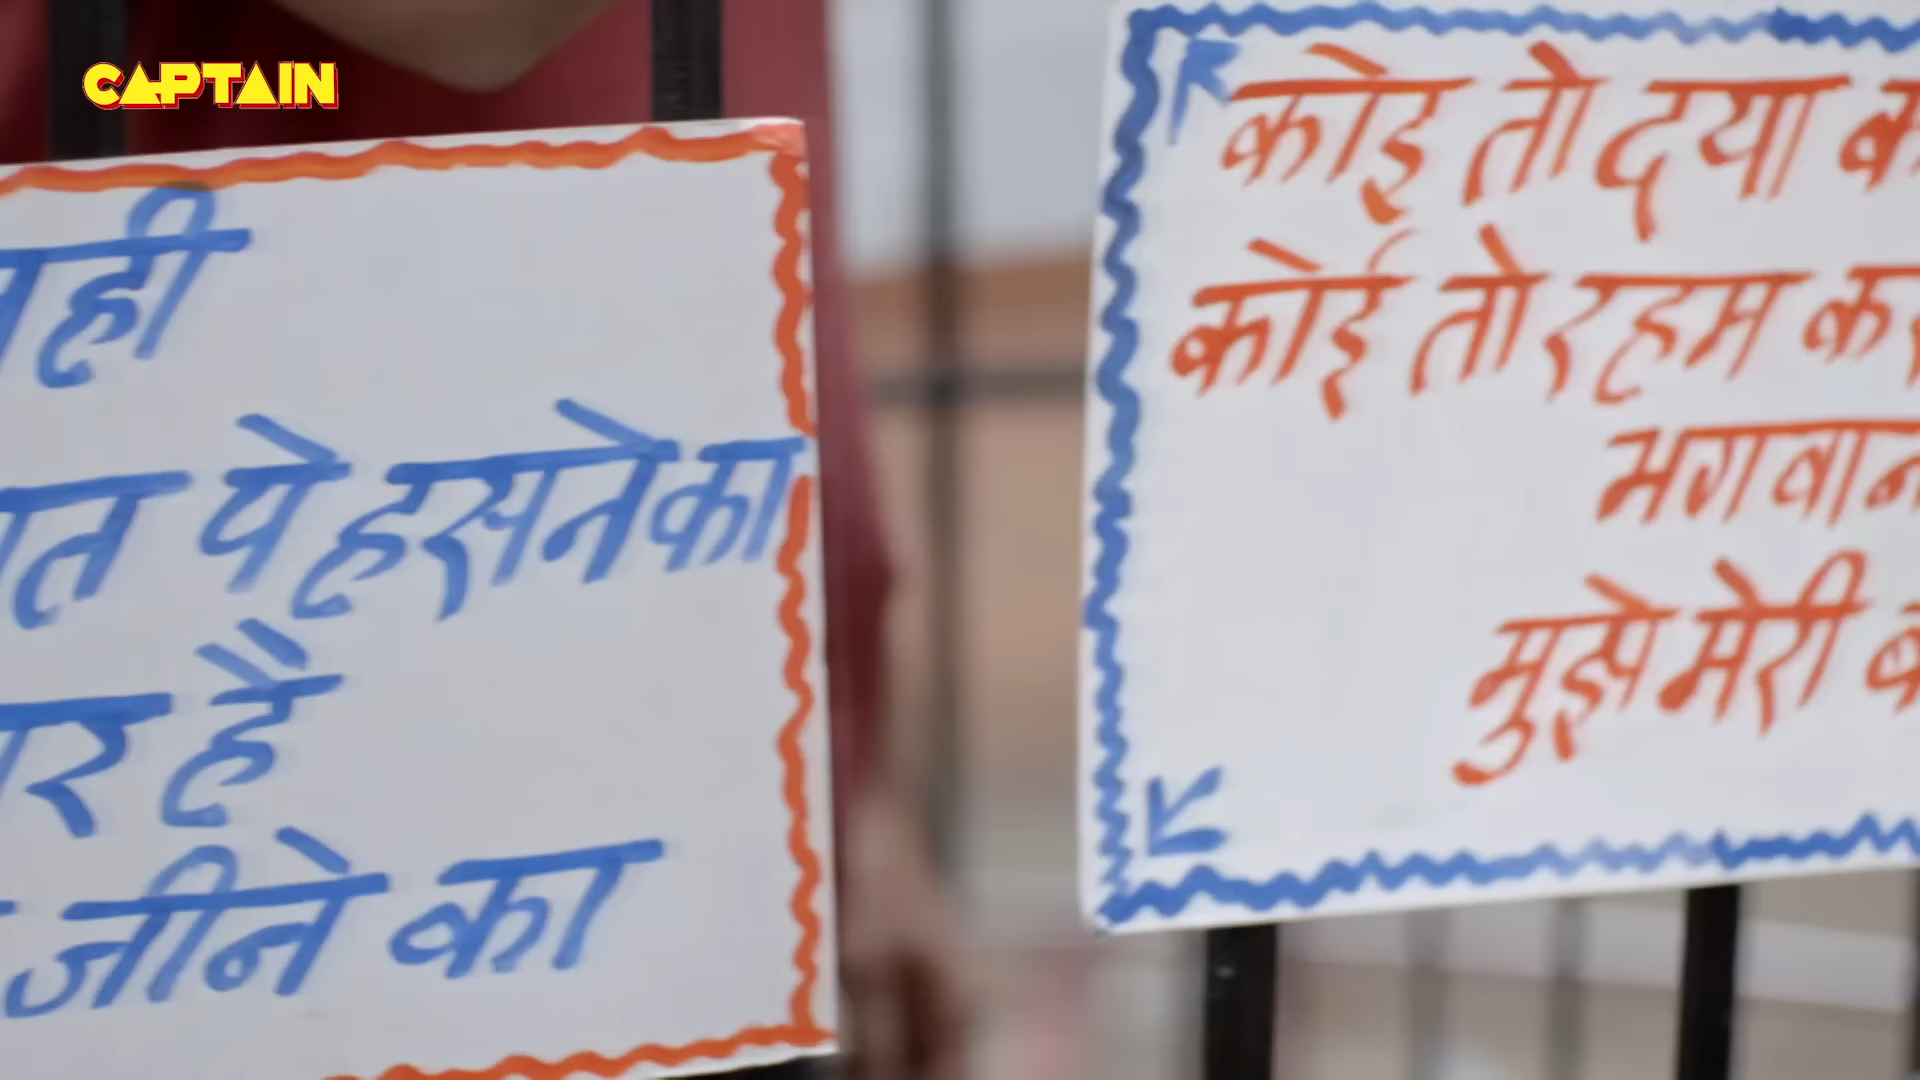 CAPTAIN
ही
त पे हसने का
र है
जीने का
कोइ तो दया
कोई तो रहम
भगवान
मुझे मेरी